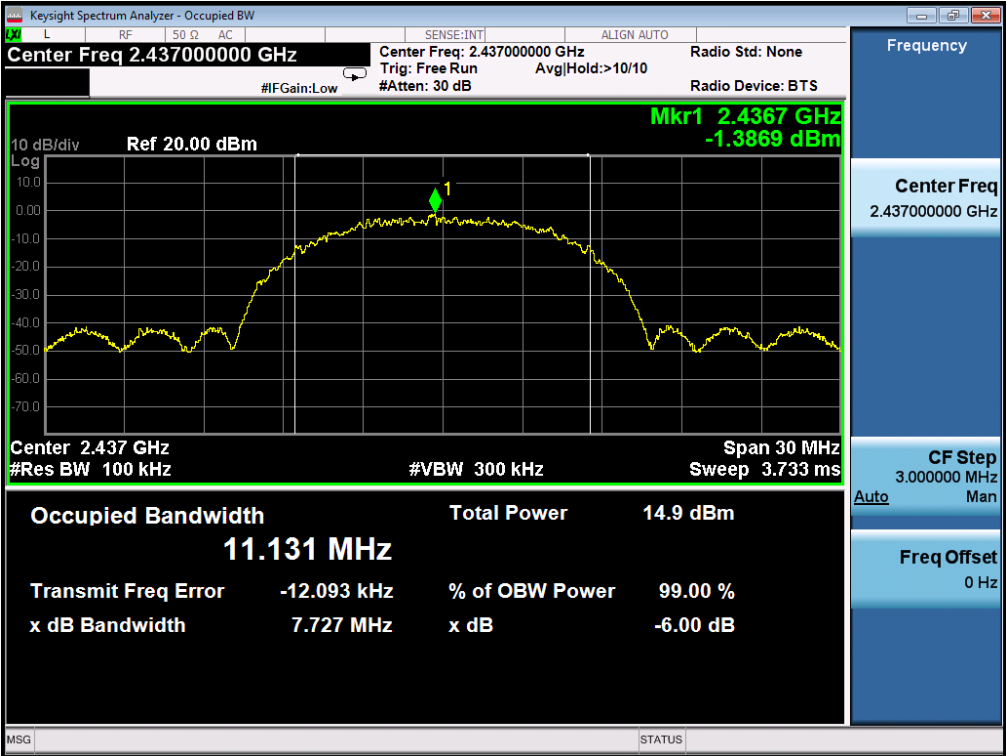 Keysight Spectrum Analyzer - Occupied BW
LXI L RF 50 Ω AC SENSE:INT ALIGN AUTO
Center Freq 2.437000000 GHz
Center Freq: 2.437000000 GHz Radio Std: None
Trig: Free Run Avg|Hold:>10/10
#IFGain:Low #Atten: 30 dB Radio Device: BTS
Mkr1 2.4367 GHz
-1.3869 dBm
10 dB/div Ref 20.00 dBm
Log
1
10.0
0.00
-10.0
-20.0
-30.0
-40.0
-50.0
-60.0
-70.0
Center 2.437 GHz Span 30 MHz
#Res BW 100 kHz #VBW 300 kHz Sweep 3.733 ms
Occupied Bandwidth Total Power 14.9 dBm
11.131 MHz
Transmit Freq Error -12.093 kHz % of OBW Power 99.00 %
x dB Bandwidth 7.727 MHz x dB -6.00 dB
Frequency
Center Freq
2.437000000 GHz
CF Step
3.000000 MHz
Auto Man
Freq Offset
0 Hz
MSG STATUS